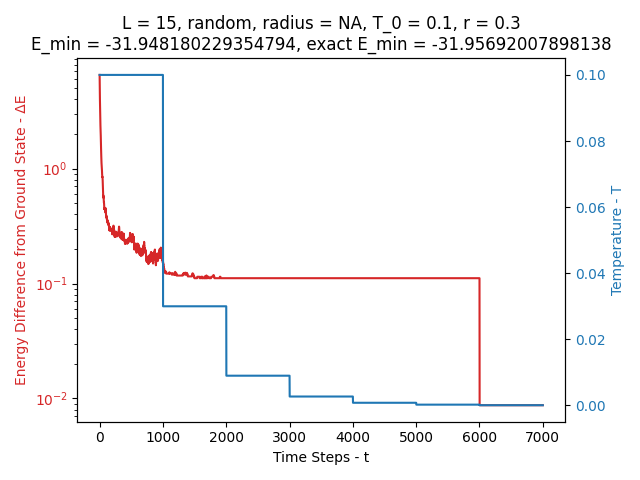 L = 15, random, radius = NA, T_0 = 0.1, r = 0.3
E_min = -31.948180229354794, exact E_min = -31.95692007898138
Energy Difference from Ground State - ΔE
10⁰
10⁻¹
10⁻²
0.10
0.08
0.06
0.04
0.02
0.00
Temperature - T
0 1000 2000 3000 4000 5000 6000 7000
Time Steps - t